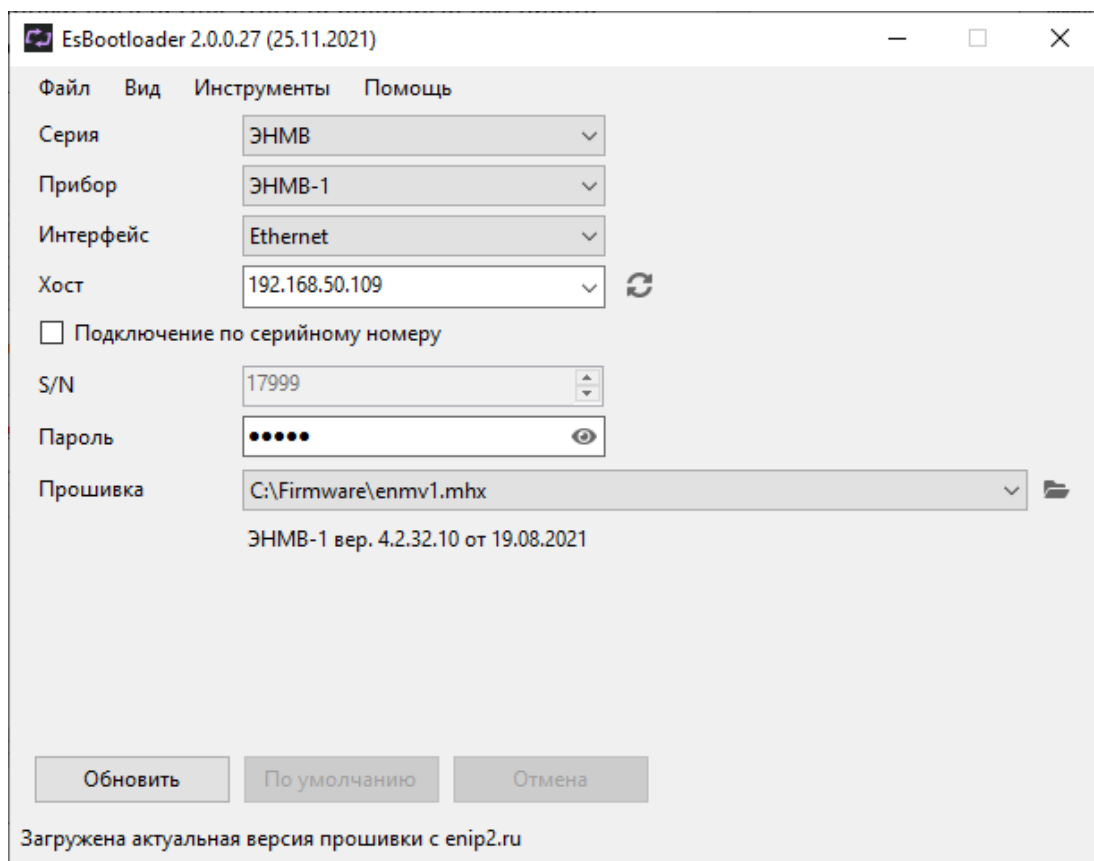 EsBootloader 2.0.0.27 (25.11.2021)
Файл Вид Инструменты Помощь
Серия ЭНМВ
Прибор ЭНМВ-1
Интерфейс Ethernet
Хост 192.168.50.109
Подключение по серийному номеру
S/N 17999
Пароль •••••
Прошивка C:\Firmware\enmv1.mhx
ЭНМВ-1 вер. 4.2.32.10 от 19.08.2021
Обновить По умолчанию Отмена
Загружена актуальная версия прошивки с enip2.ru